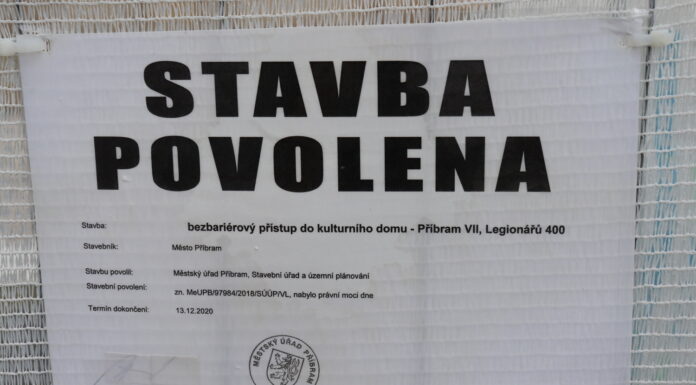 STAVBA
POVOLENA
Stavba: bezbariérový přístup do kulturního domu - Příbram VII, Legionářů 400
Stavebník: Město Příbram
Stavbu povolil: Městský úřad Příbram, Stavební úřad a územní plánování
Stavební povolení: zn. MeUPB/97984/2018/SÚÚP/VL, nabylo právní moci dne
Termín dokončení: 13.12.2020
MĚSTSKÝ ÚŘAD PŘÍBRAM